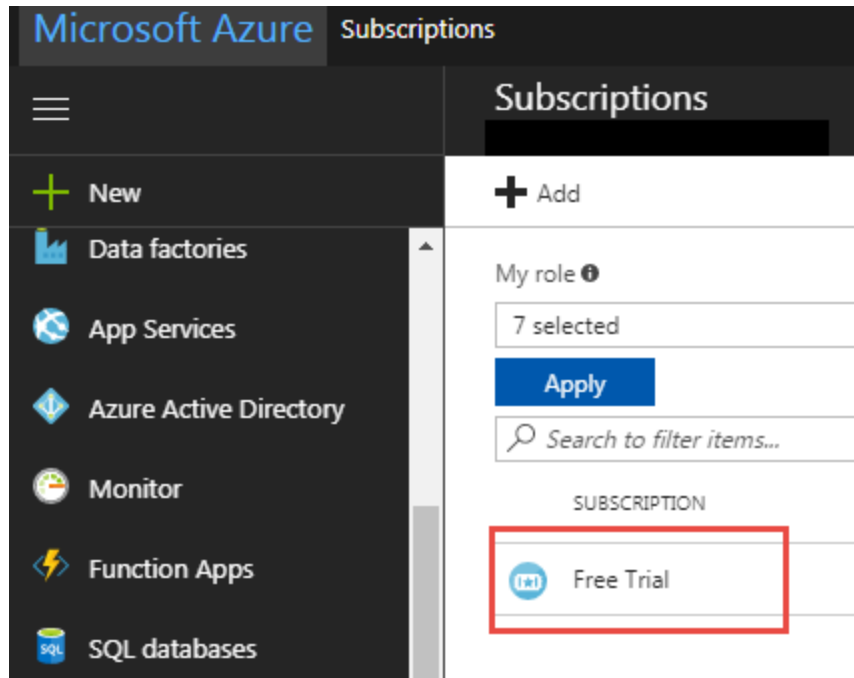 Microsoft Azure Subscriptions
Subscriptions
New
Add
Data factories
My role
App Services
7 selected
Apply
Azure Active Directory
Search to filter items...
Monitor
SUBSCRIPTION
Function Apps
Free Trial
SQL
SQL databases